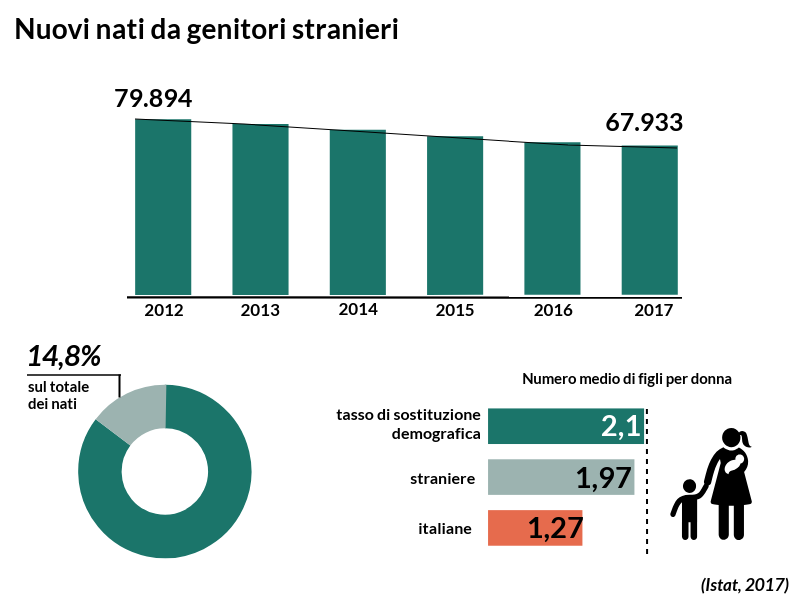 Nuovi nati da genitori stranieri
79.894
67.933
2012
2013
2014
2015
2016
2017
14,8%
sul totale
dei nati
Numero medio di figli per donna
tasso di sostituzione
demografica
2,1
straniere
1,97
italiane
1,27
(Istat, 2017)